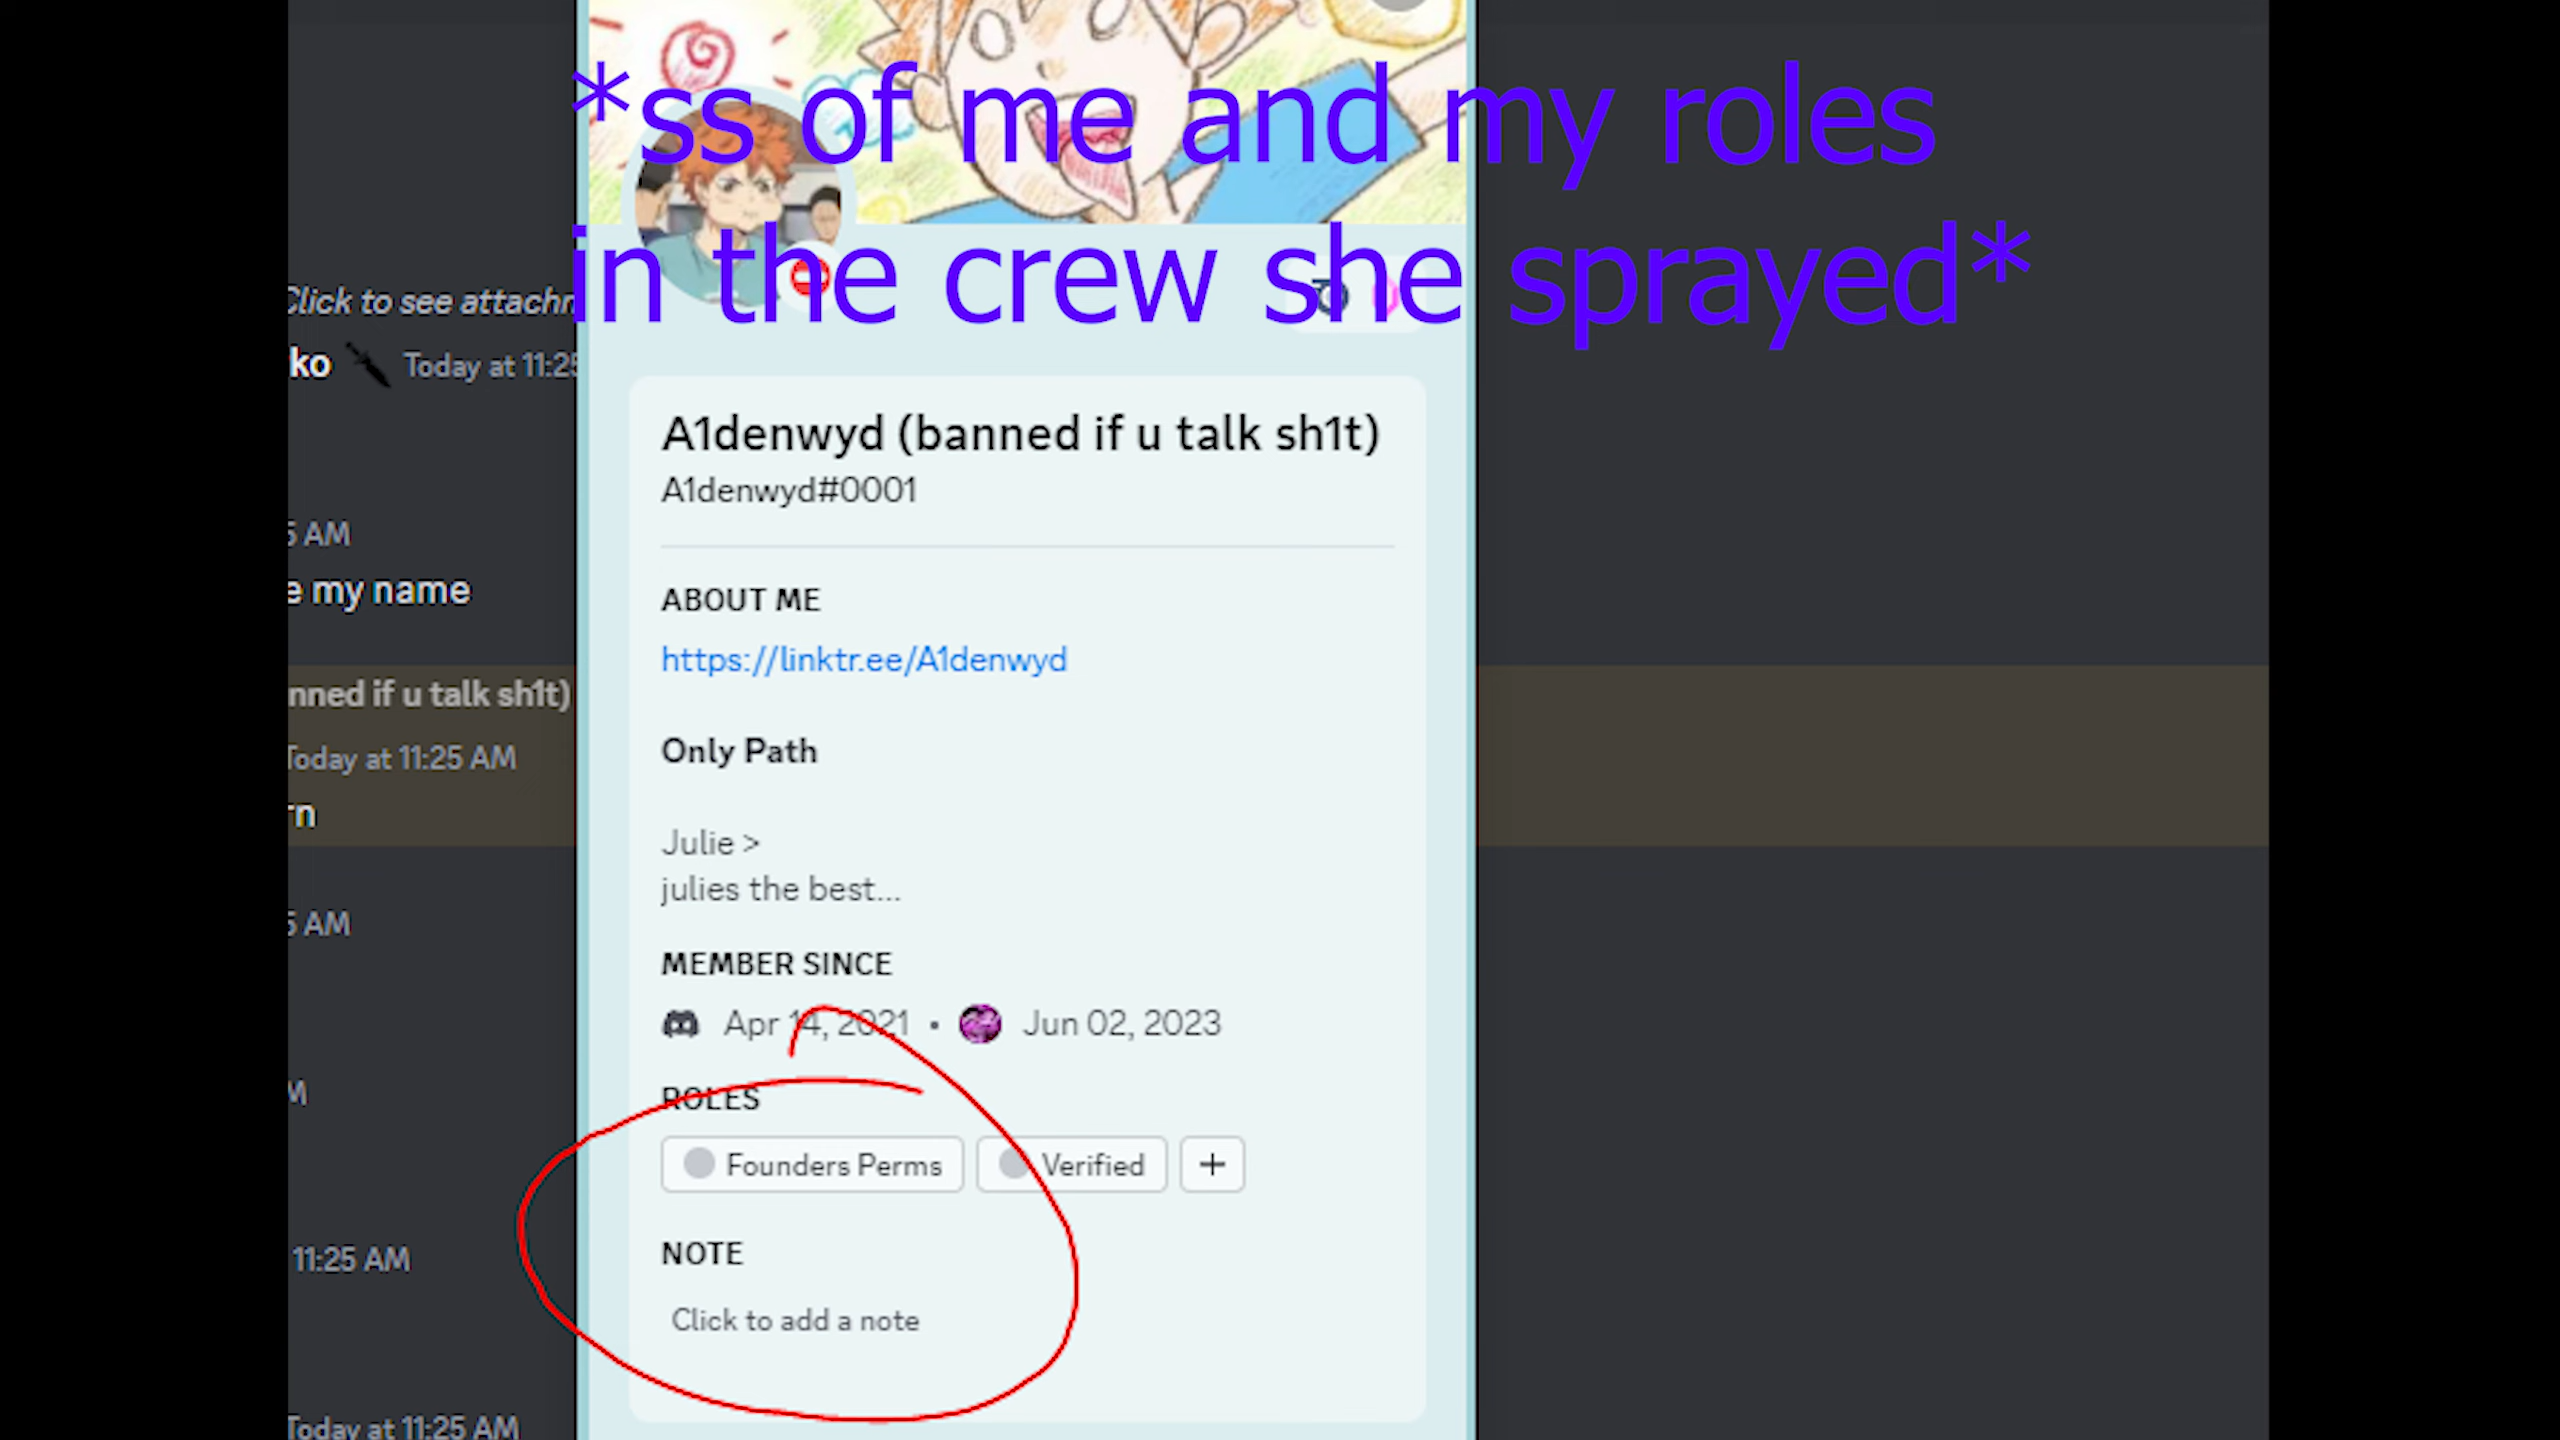 *ss of me and my roles
in the crew she sprayed*
Click to see attachm
ko Today at 11:25
A1denwyd (banned if u talk sh1t)
A1denwyd#0001
5 AM
e my name
ABOUT ME
https://linktr.ee/A1denwyd
nned if u talk sh1t)
Today at 11:25 AM
Only Path
rn
Julie >
julies the best...
5 AM
MEMBER SINCE
Apr 14, 2021 • Jun 02, 2023
M
ROLES
Founders Perms Verified +
11:25 AM
NOTE
Click to add a note
Today at 11:25 AM